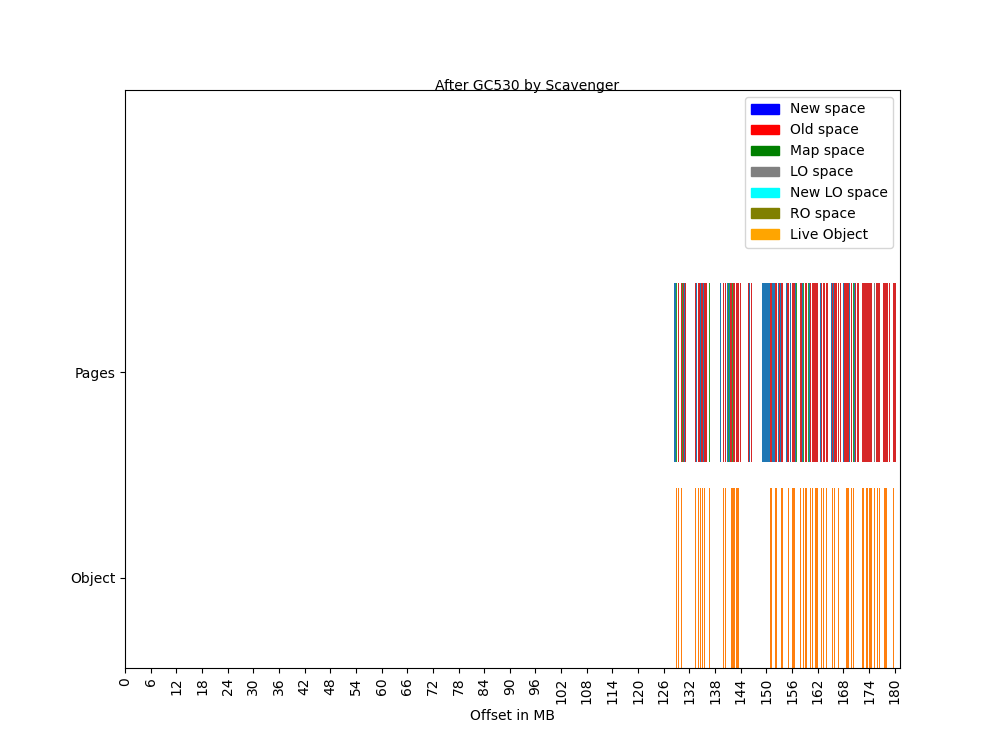 After GC530 by Scavenger
New space
Old space
Map space
LO space
New LO space
RO space
Live Object
Pages
Object
0 6 12 18 24 30 36 42 48 54 60 66 72 78 84 90 96 102 108 114 120 126 132 138 144 150 156 162 168 174 180
Offset in MB